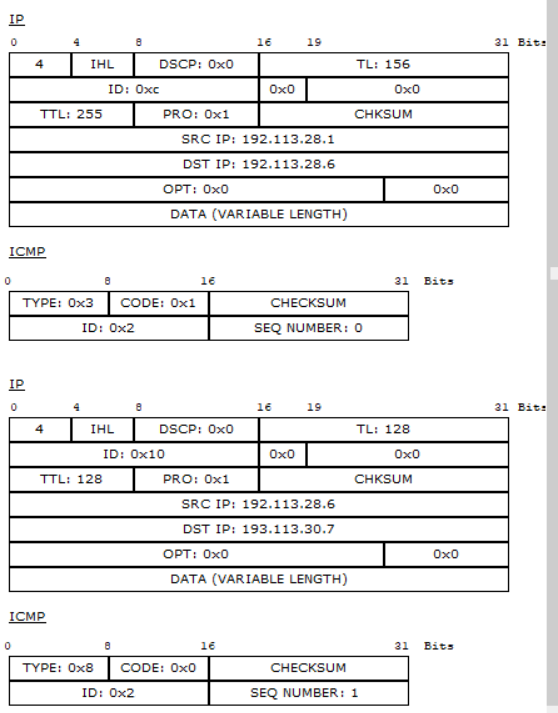 IP
0 4 8 16 19 31 Bits
4 IHL DSCP: 0x0 TL: 156
ID: 0xc 0x0 0x0
TTL: 255 PRO: 0x1 CHKSUM
SRC IP: 192.113.28.1
DST IP: 192.113.28.6
OPT: 0x0 0x0
DATA (VARIABLE LENGTH)
ICMP
0 8 16 31 Bits
TYPE: 0x3 CODE: 0x1 CHECKSUM
ID: 0x2 SEQ NUMBER: 0
IP
0 4 8 16 19 31 Bits
4 IHL DSCP: 0x0 TL: 128
ID: 0x10 0x0 0x0
TTL: 128 PRO: 0x1 CHKSUM
SRC IP: 192.113.28.6
DST IP: 193.113.30.7
OPT: 0x0 0x0
DATA (VARIABLE LENGTH)
ICMP
0 8 16 31 Bits
TYPE: 0x8 CODE: 0x0 CHECKSUM
ID: 0x2 SEQ NUMBER: 1